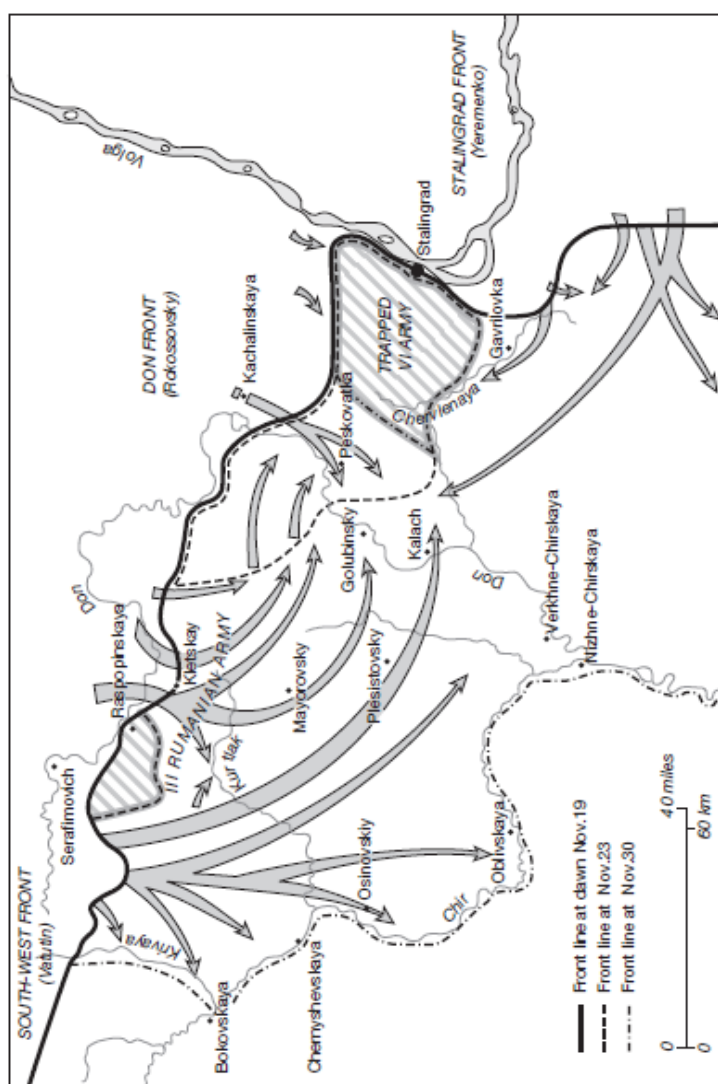 SOUTH-WEST FRONT
(Vatutin)
Serafimovich
Raspopinskaya
Don
Kletskay
III RUMANIAN ARMY
Krivaya
Kur tlak
Bokovskaya
Chernyshevskaya
Osinovskiy
Mayorovsky
Plesistovsky
Oblivskaya
Chir
DON FRONT
(Rokossovsky)
Kachalinskaya
Peskovatka
Golubinsky
Kalach
Don
Verkhne-Chirskaya
Nizhne-Chirskaya
Volga
TRAPPED
VI ARMY
Stalingrad
STALINGRAD FRONT
(Yeremenko)
Chervlenaya
Gavrilovka
Front line at dawn Nov.19
Front line at Nov.23
Front line at Nov.30
0 40 miles
0 60 km